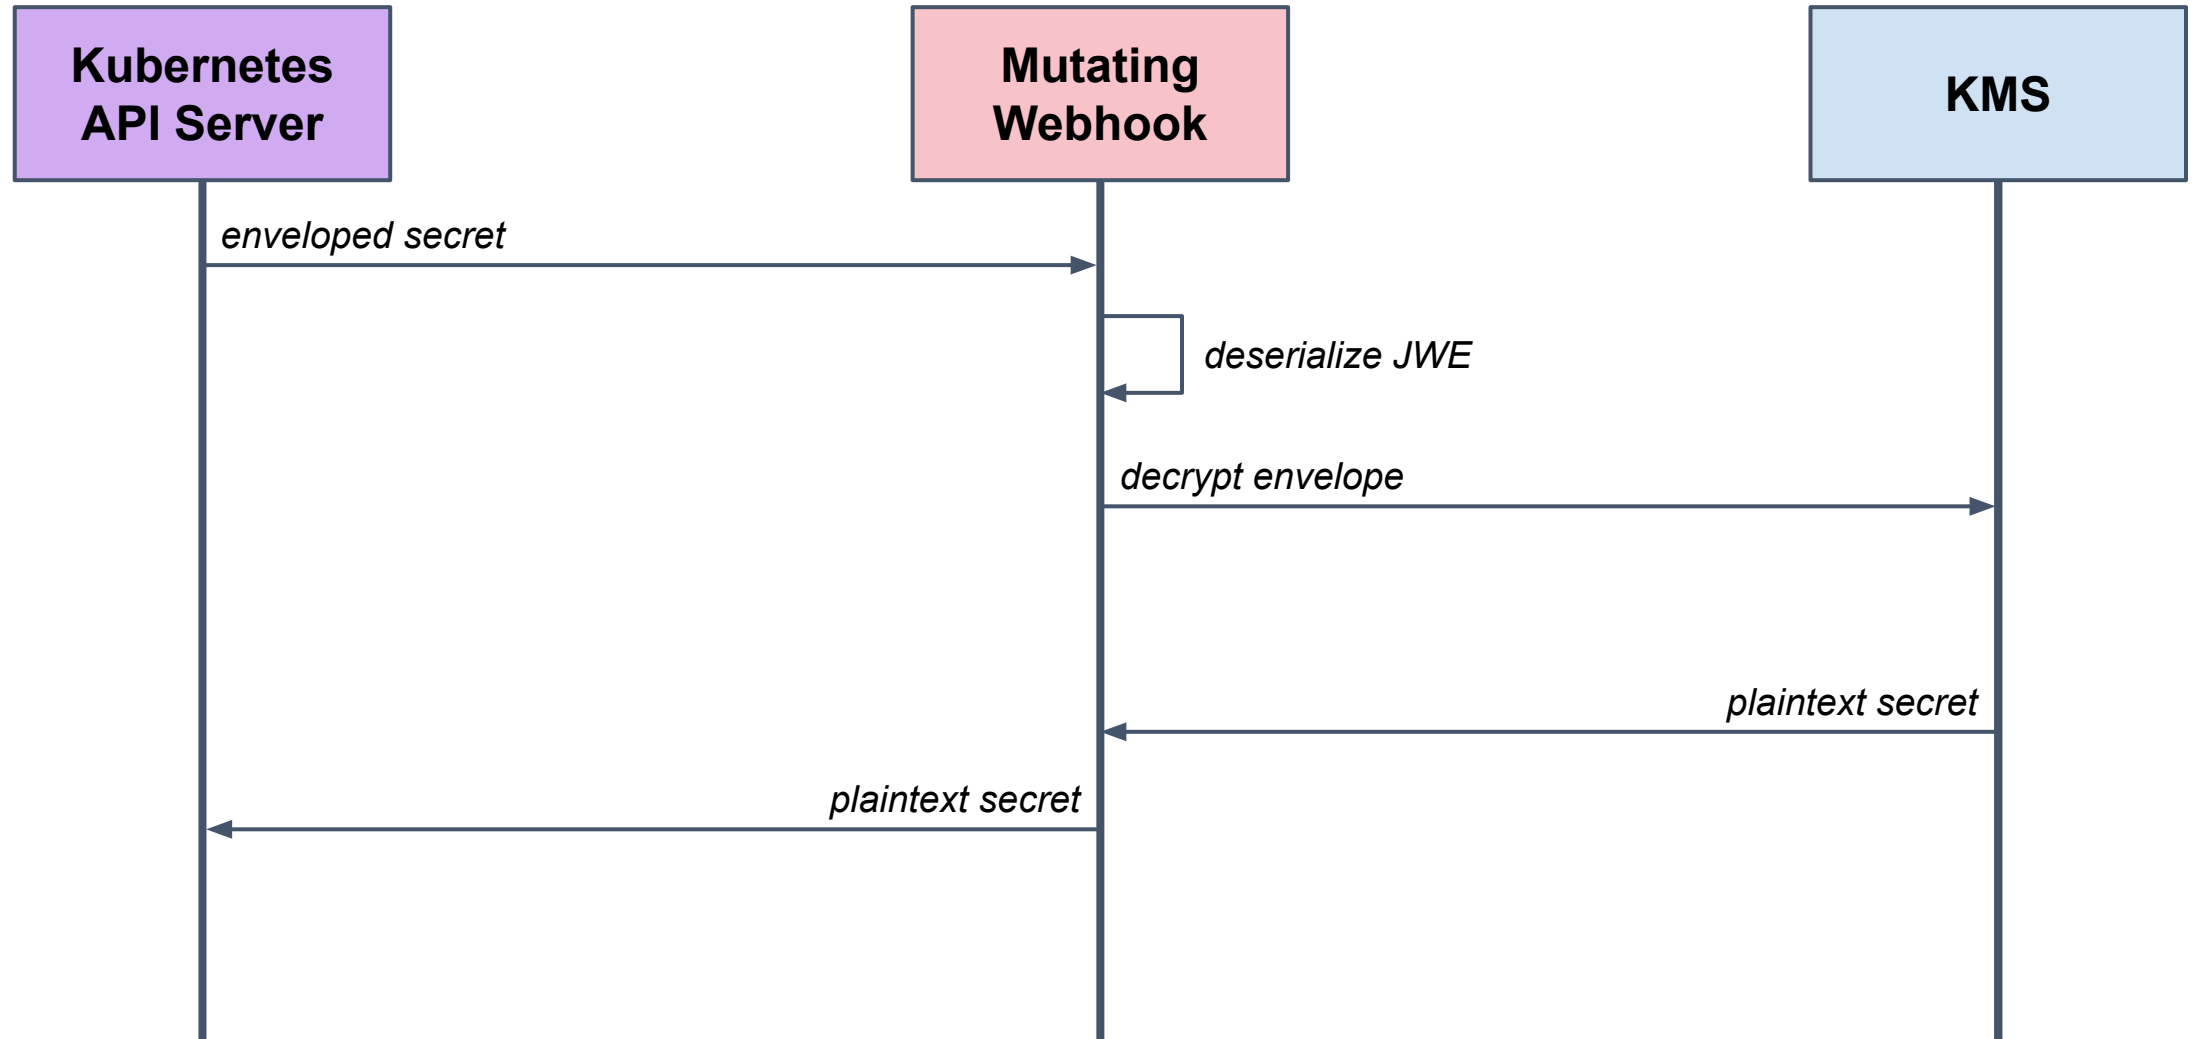 Kubernetes
API Server
Mutating
Webhook
KMS
enveloped secret
deserialize JWE
decrypt envelope
plaintext secret
plaintext secret